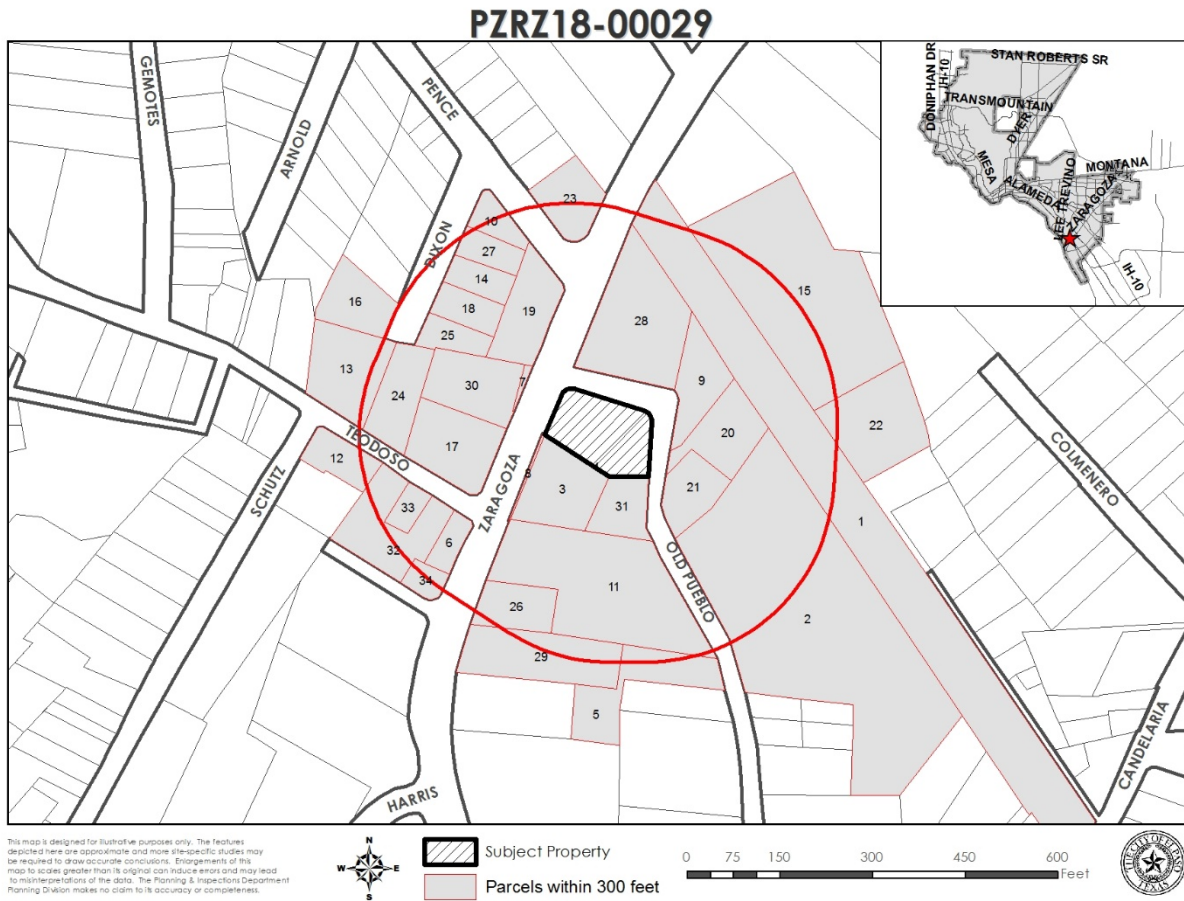 PZRZ18-00029
GEMOTES
ARNOLD
PENCE
DIXON
STAN ROBERTS SR
DONIPHAN DR
IH-10
TRANSMOUNTAIN
DYER
MESA
MONTANA
ALAMEDA
LEE TREVINO
ZARAGOZA
IH-10
23
10
27
14
18
25
19
16
13
24
30
7
17
28
9
15
20
22
TEODOSO
12
SCHUTZ
33
32
6
34
ZARAGOZA
8
3
31
21
1
COLMENERO
OLD PUEBLO
11
26
2
29
5
HARRIS
CANDELARIA
This map is designed for illustrative purposes only. The features
depicted here are approximate and more site-specific studies may
be required to draw accurate conclusions. Enlargements of this
map to scales greater than its original can induce errors and may lead
to misinterpretations of the data. The Planning & Inspections Department
Planning Division makes no claim to its accuracy or completeness.
N
W E
S
Subject Property
Parcels within 300 feet
0 75 150 300 450 600
Feet
THE CITY OF EL PASO
TEXAS